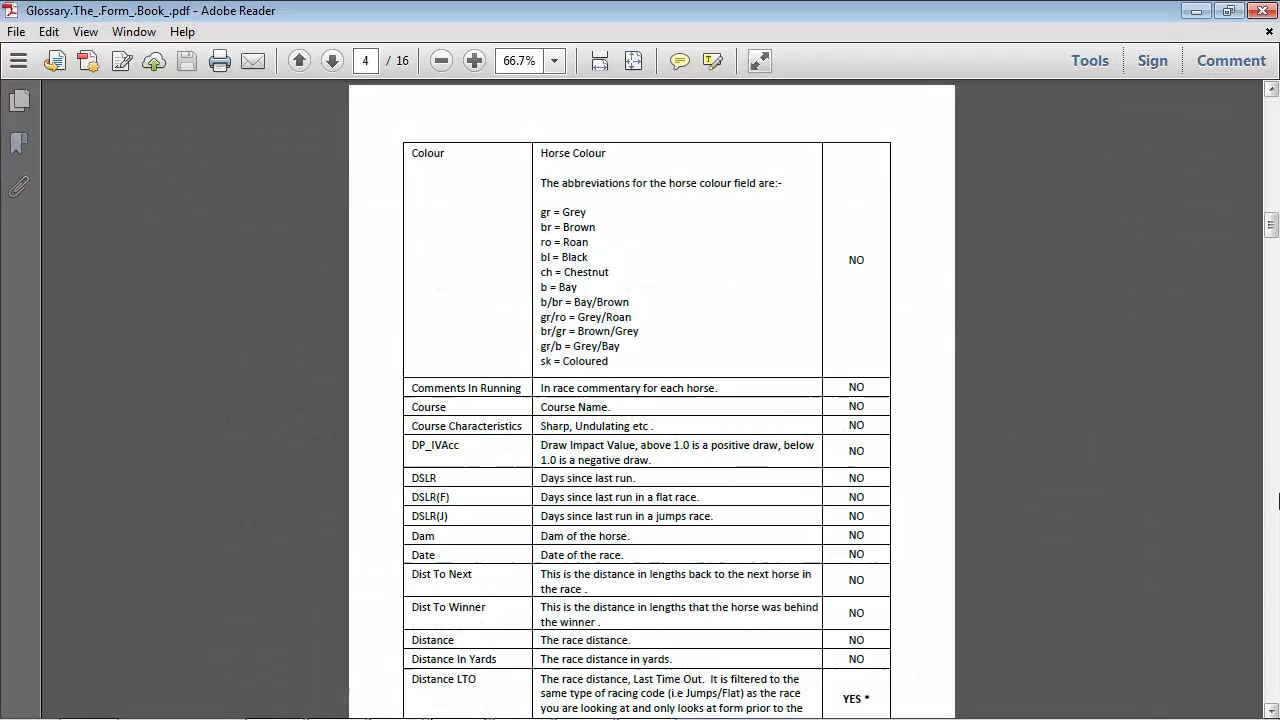 Glossary.The_.Form_.Book_.pdf - Adobe Reader
File Edit View Window Help
4 / 16 66.7% Tools Sign Comment
Colour Horse Colour
The abbreviations for the horse colour field are:-
gr = Grey
br = Brown
ro = Roan
bl = Black
NO
ch = Chestnut
b = Bay
b/br = Bay/Brown
gr/ro = Grey/Roan
br/gr = Brown/Grey
gr/b = Grey/Bay
sk = Coloured
Comments In Running In race commentary for each horse. NO
Course Course Name. NO
Course Characteristics Sharp, Undulating etc . NO
DP_IVAcc Draw Impact Value, above 1.0 is a positive draw, below
1.0 is a negative draw. NO
DSLR Days since last run. NO
DSLR(F) Days since last run in a flat race. NO
DSLR(J) Days since last run in a jumps race. NO
Dam Dam of the horse. NO
Date Date of the race. NO
Dist To Next This is the distance in lengths back to the next horse in
the race . NO
Dist To Winner This is the distance in lengths that the horse was behind
the winner . NO
Distance The race distance. NO
Distance In Yards The race distance in yards. NO
Distance LTO The race distance, Last Time Out. It is filtered to the
same type of racing code (i.e Jumps/Flat) as the race YES *
you are looking at and only looks at form prior to the